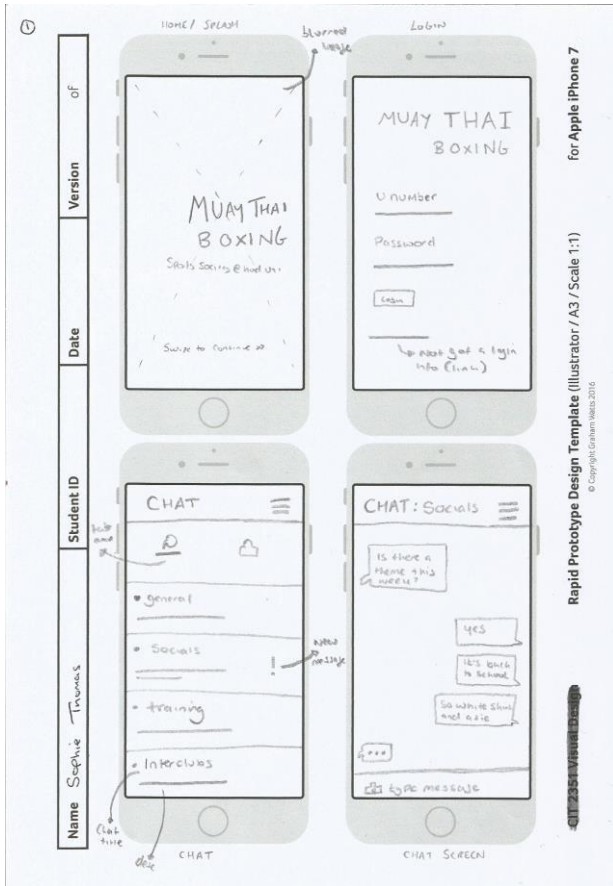 ①
HOME/ SPLASH
blurred
image
MUAY THAI
BOXING
Swipe to continue >>
LOGIN
MUAY THAI
BOXING
U number
Password
Login
Not got a login
info (link)
CHAT
general
Socials
new
message
training
Interclubs
Chat
title
desc
CHAT
CHAT: Socials
Is there a
theme this
week?
yes
It's back
to school
So white shirt
and a tie
...
type message
CHAT SCREEN
Name Sophie Thomas
Student ID
Date
Version of
Rapid Prototype Design Template (Illustrator / A3 / Scale 1:1)
for Apple iPhone 7
© Copyright Graham Watts 2016
CIT 2351 Visual Design